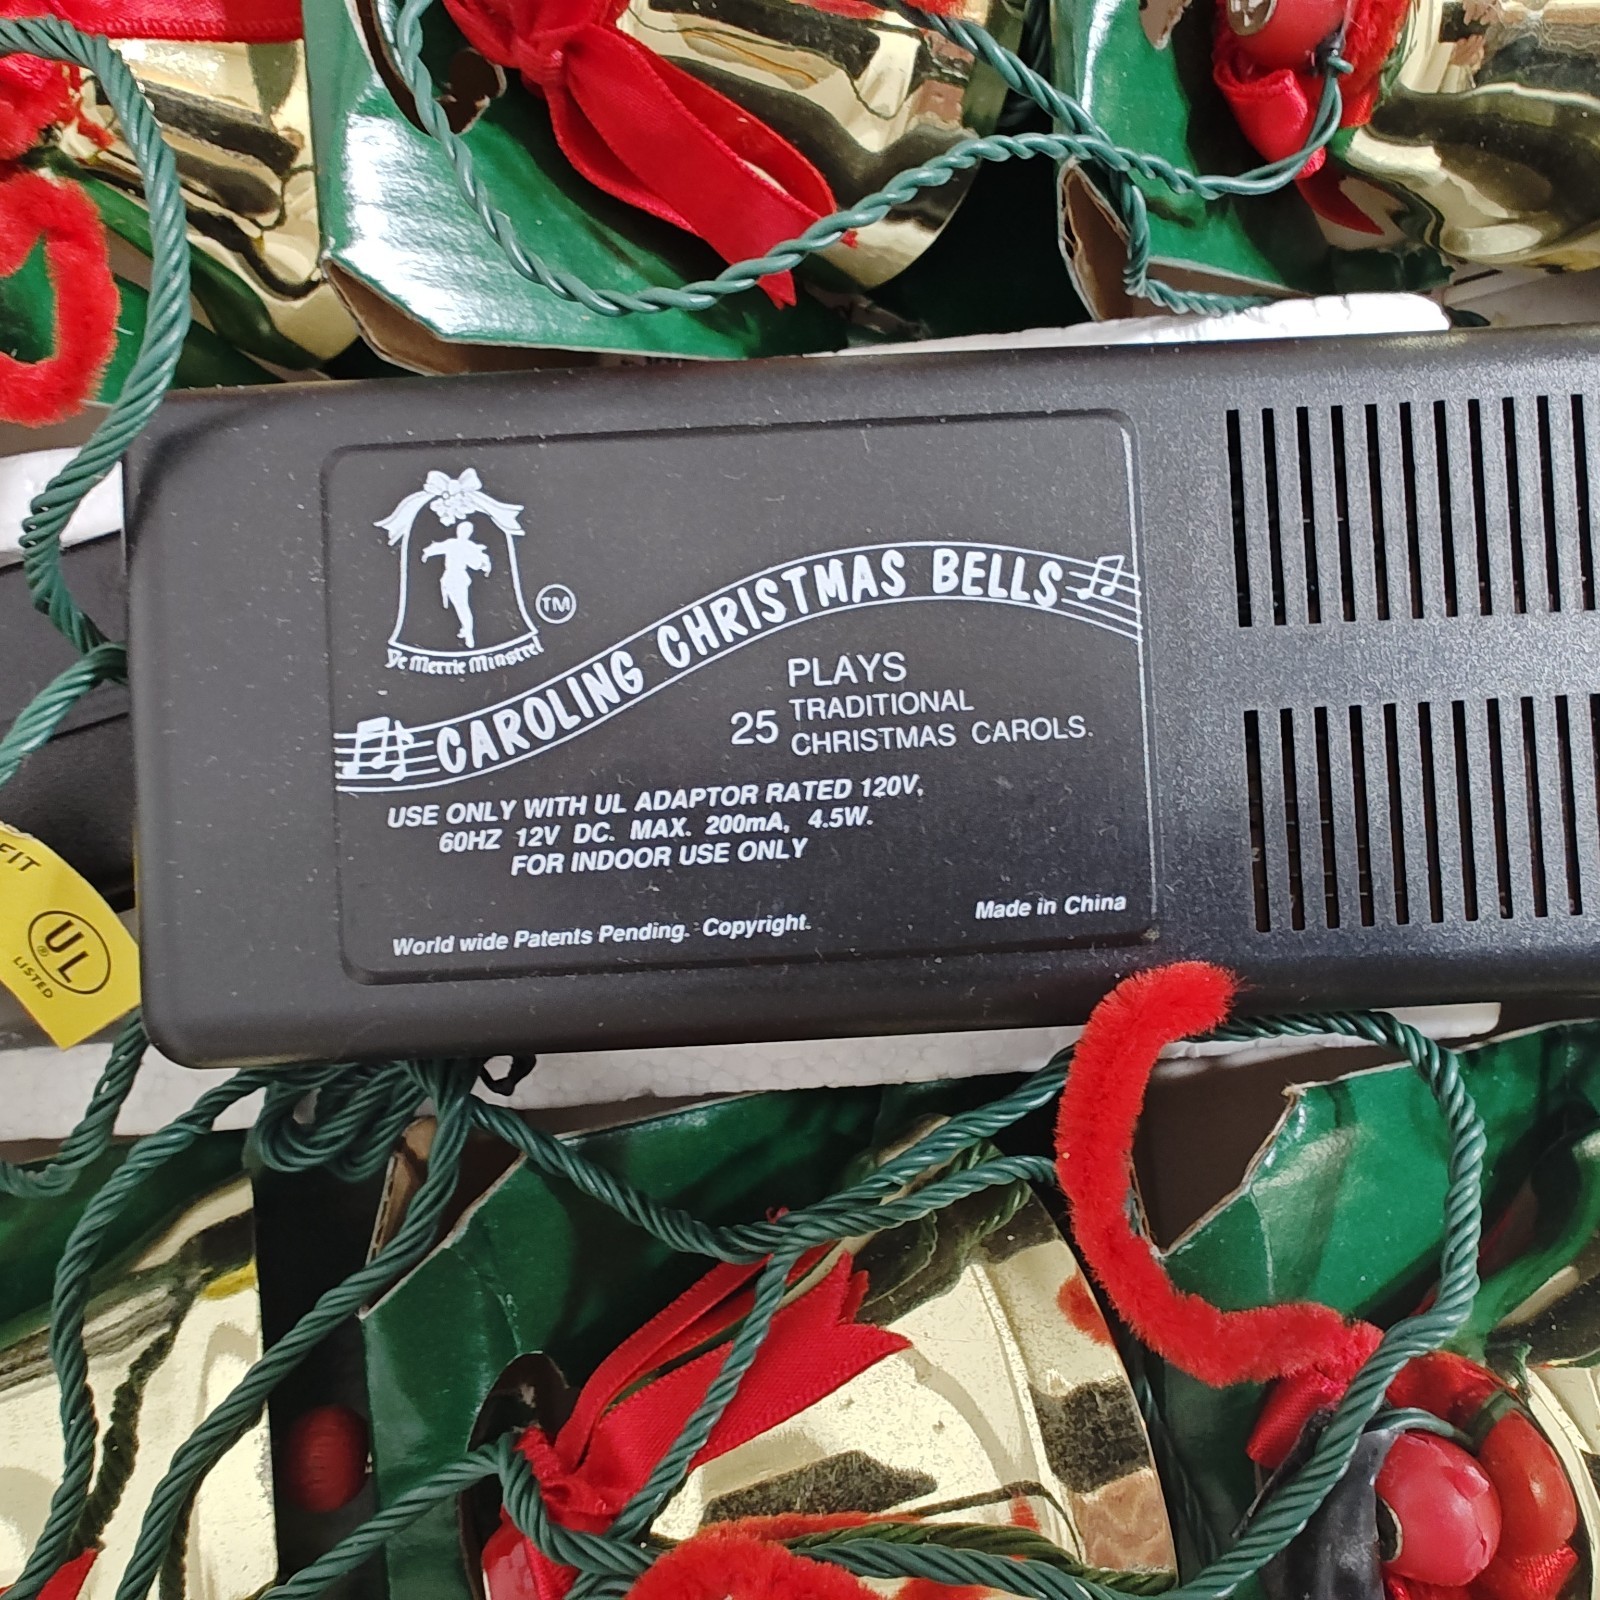 Ye Merrie Minstrel
TM
CAROLING CHRISTMAS BELLS
PLAYS
25 TRADITIONAL
CHRISTMAS CAROLS.
USE ONLY WITH UL ADAPTOR RATED 120V,
60HZ 12V DC. MAX. 200mA, 4.5W.
FOR INDOOR USE ONLY
World wide Patents Pending. Copyright.
Made in China
FIT
UL
®
LISTED